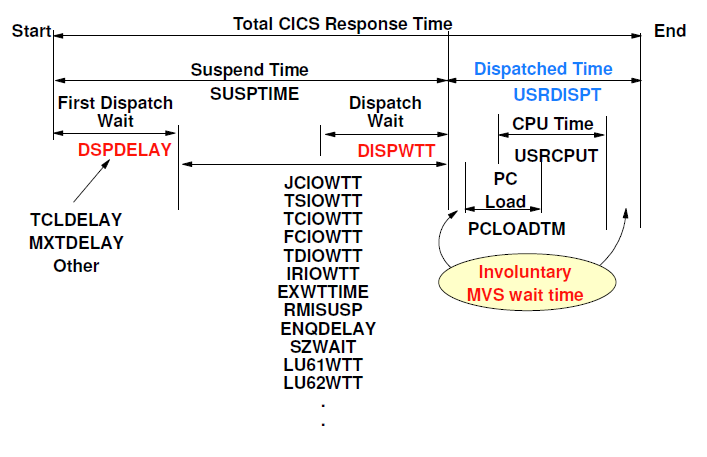 Total CICS Response Time
Start
End
Suspend Time
Dispatched Time
SUSPTIME
USRDISPT
First Dispatch
Wait
Dispatch
Wait
CPU Time
DSPDELAY
DISPWTT
USRCPUT
JCIOWTT
TSIOWTT
TCIOWTT
FCIOWTT
TDIOWTT
IRIOWTT
EXWTTIME
RMISUSP
ENQDELAY
SZWAIT
LU61WTT
LU62WTT
.
.
PC
Load
PCLOADTM
TCLDELAY
MXTDELAY
Other
Involuntary
MVS wait time